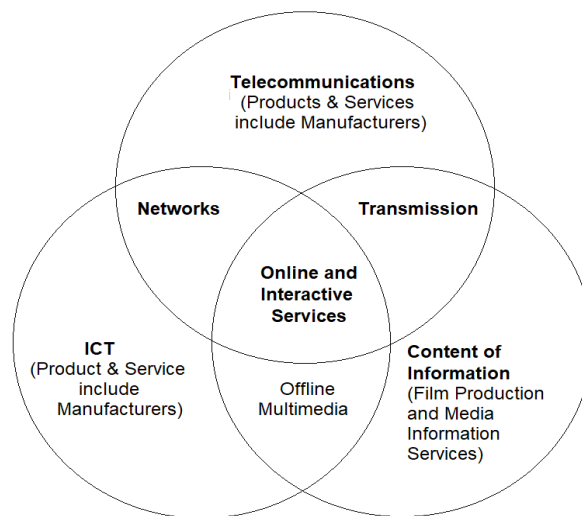 Telecommunications
(Products & Services
include Manufacturers)
Networks
Transmission
Online and
Interactive
Services
ICT
(Product & Service
include
Manufacturers)
Offline
Multimedia
Content of
Information
(Film Production
and Media
Information
Services)